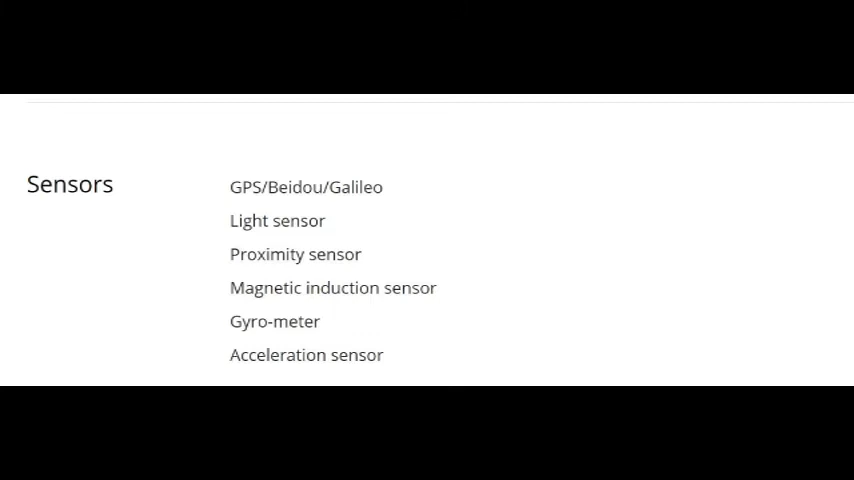 Sensors
GPS/Beidou/Galileo
Light sensor
Proximity sensor
Magnetic induction sensor
Gyro-meter
Acceleration sensor